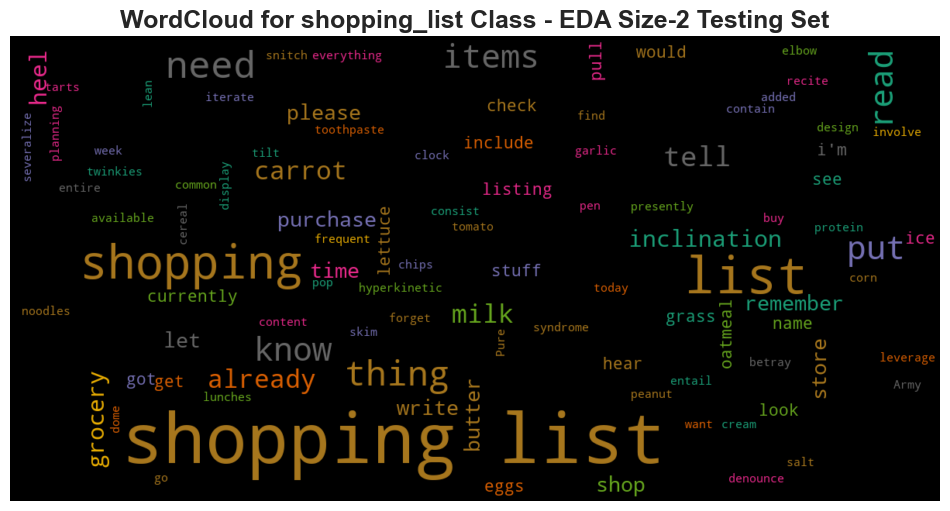 WordCloud for shopping_list Class - EDA Size-2 Testing Set
need
items
snitch
everything
pull
would
elbow
heel
tarts
read
recite
lean
iterate
please
check
find
added
contain
toothpaste
design
involve
planning
severalize
week
tilt
clock
include
garlic
tell
i'm
twinkies
carrot
entire
common
display
listing
see
available
cereal
purchase
lettuce
consist
tomato
pen
presently
buy
protein
frequent
inclination
put
ice
shopping
time
chips
stuff
list
corn
pop
hyperkinetic
today
currently
remember
noodles
content
forget
milk
syndrome
grass
name
skim
Pure
oatmeal
let
know
hear
store
betray
leverage
got
get
already
thing
entail
Army
grocery
lunches
write
butter
peanut
look
dome
shopping list
want
cream
go
eggs
shop
denounce
salt